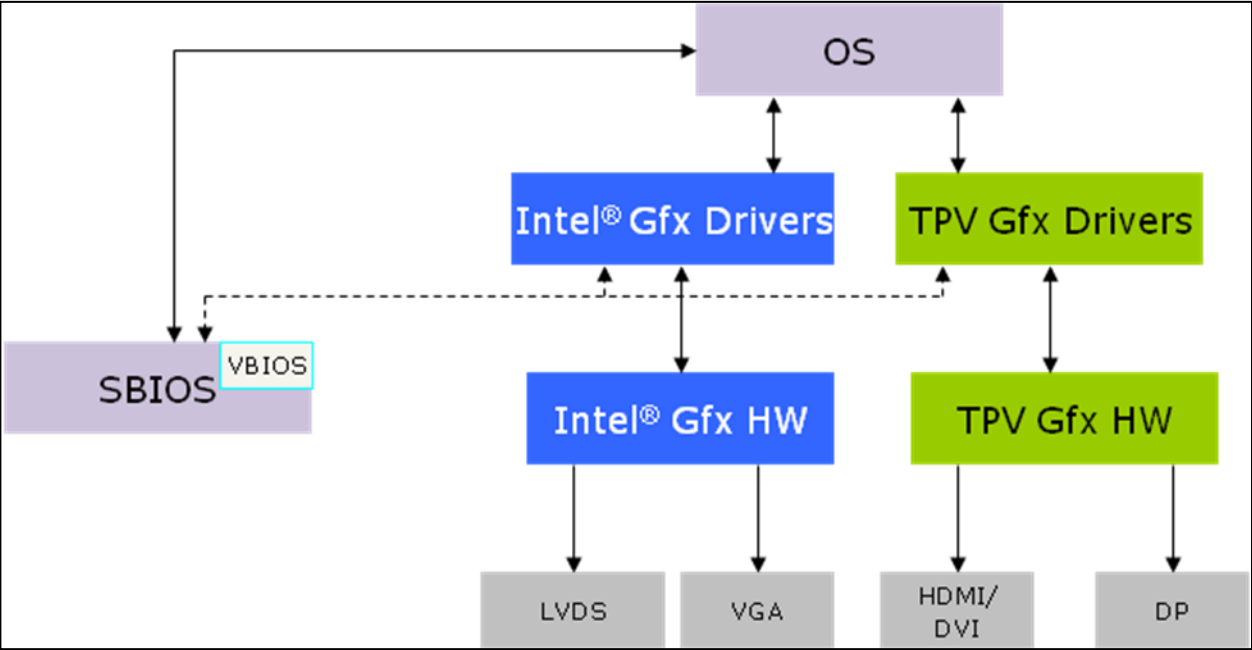 OS
Intel® Gfx Drivers
TPV Gfx Drivers
VBIOS
SBIOS
Intel® Gfx HW
TPV Gfx HW
LVDS
VGA
HDMI/
DVI
DP